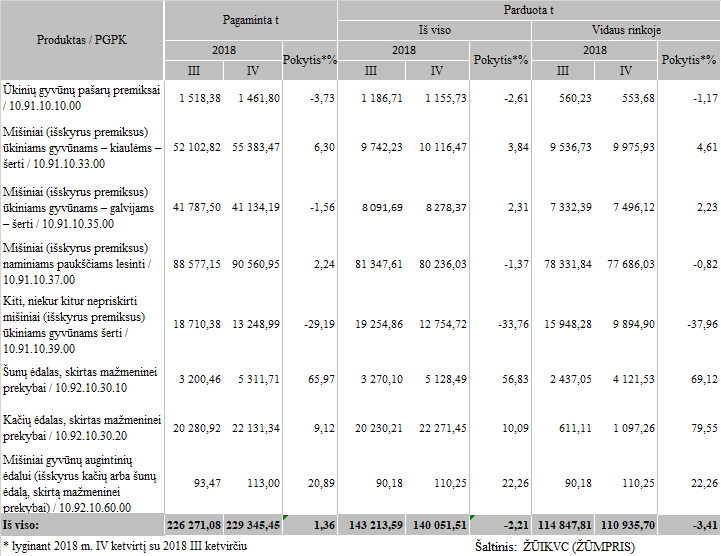 Produktas / PGPK Pagaminta t Parduota t
Iš viso Vidaus rinkoje
2018 Pokytis*% 2018 Pokytis*% 2018 Pokytis*%
III IV III IV III IV
Ūkinių gyvūnų pašarų premiksai
/ 10.91.10.10.00 1 518,38 1 461,80 -3,73 1 186,71 1 155,73 -2,61 560,23 553,68 -1,17
Mišiniai (išskyrus premiksus)
ūkiniams gyvūnams – kiaulėms – 52 102,82 55 383,47 6,30 9 742,23 10 116,47 3,84 9 536,73 9 975,93 4,61
šerti / 10.91.10.33.00
Mišiniai (išskyrus premiksus)
ūkiniams gyvūnams – galvijams 41 787,50 41 134,19 -1,56 8 091,69 8 278,37 2,31 7 332,39 7 496,12 2,23
– šerti / 10.91.10.35.00
Mišiniai (išskyrus premiksus)
naminiams paukščiams lesinti / 88 577,15 90 560,95 2,24 81 347,61 80 236,03 -1,37 78 331,84 77 686,03 -0,82
10.91.10.37.00
Kiti, niekur kitur nepriskirti
mišiniai (išskyrus premiksus) 18 710,38 13 248,99 -29,19 19 254,86 12 754,72 -33,76 15 948,28 9 894,90 -37,96
ūkiniams gyvūnams šerti /
10.91.10.39.00
Šunų ėdalas, skirtas mažmeninei
prekybai / 10.92.10.30.10 3 200,46 5 311,71 65,97 3 270,10 5 128,49 56,83 2 437,05 4 121,53 69,12
Kačių ėdalas, skirtas mažmeninei
prekybai / 10.92.10.30.20 20 280,92 22 131,34 9,12 20 230,21 22 271,45 10,09 611,11 1 097,26 79,55
Mišiniai gyvūnų augintinių
ėdalui (išskyrus kačių arba šunų 93,47 113,00 20,89 90,18 110,25 22,26 90,18 110,25 22,26
ėdalą, skirtą mažmeninei
prekybai) / 10.92.10.60.00
Iš viso: 226 271,08 229 345,45 1,36 143 213,59 140 051,51 -2,21 114 847,81 110 935,70 -3,41
* lyginant 2018 m. IV ketvirtį su 2018 III ketvirčiu Šaltinis: ŽŪIKVC (ŽŪMPRIS)